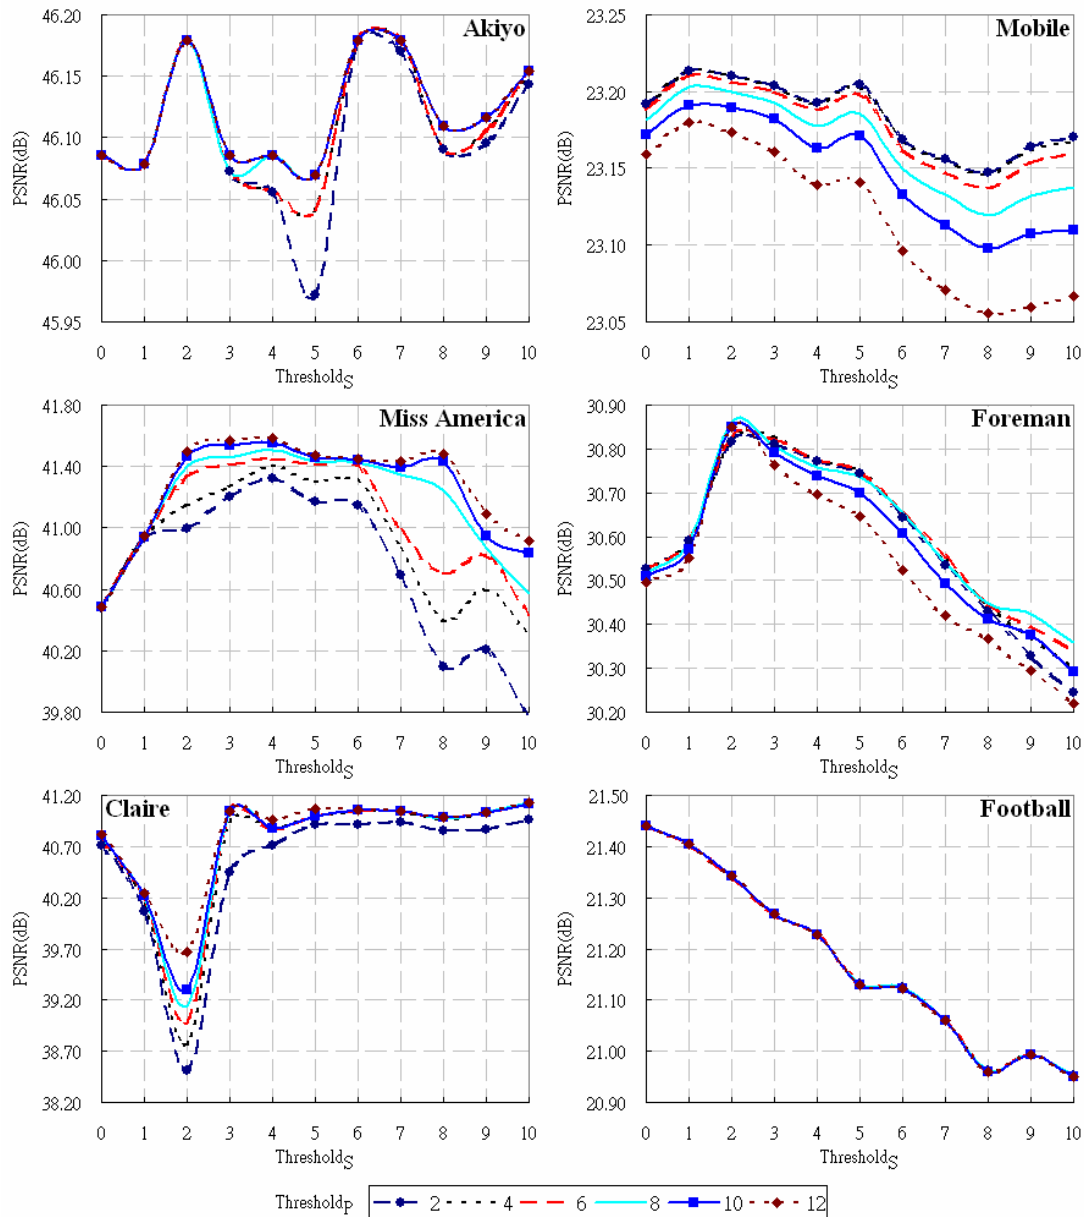 Akiyo
PSNR(dB)
46.20
46.15
46.10
46.05
46.00
45.95
0 1 2 3 4 5 6 7 8 9 10
ThresholdS
Mobile
PSNR(dB)
23.25
23.20
23.15
23.10
23.05
0 1 2 3 4 5 6 7 8 9 10
ThresholdS
Miss America
PSNR(dB)
41.80
41.40
41.00
40.60
40.20
39.80
0 1 2 3 4 5 6 7 8 9 10
ThresholdS
Foreman
PSNR(dB)
30.90
30.80
30.70
30.60
30.50
30.40
30.30
30.20
0 1 2 3 4 5 6 7 8 9 10
ThresholdS
Claire
PSNR(dB)
41.20
40.70
40.20
39.70
39.20
38.70
38.20
0 1 2 3 4 5 6 7 8 9 10
ThresholdS
Football
PSNR(dB)
21.50
21.40
21.30
21.20
21.10
21.00
20.90
0 1 2 3 4 5 6 7 8 9 10
ThresholdS
ThresholdP 2 4 6 8 10 12